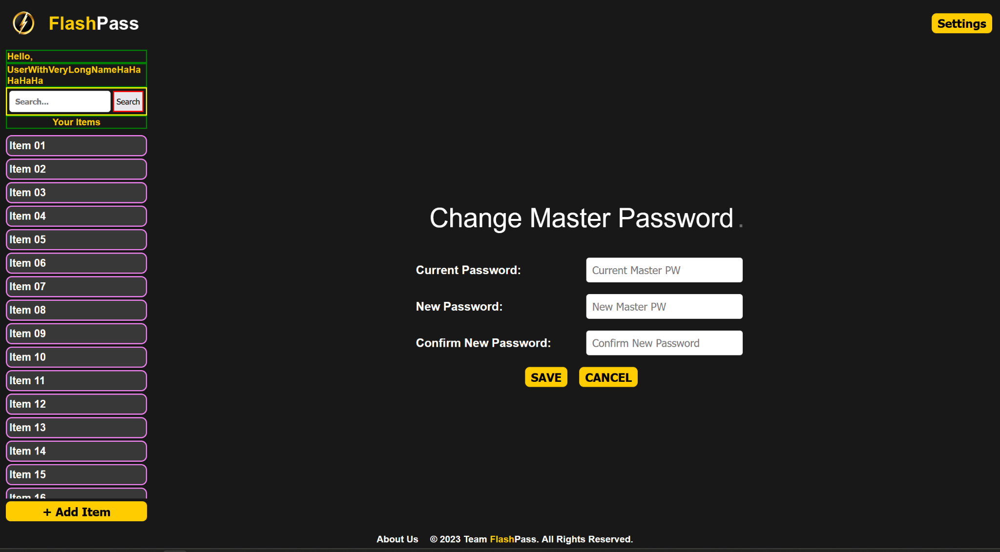 FlashPass
Settings
Hello,
UserWithVeryLongNameHaHa
HaHaHa
Search...
Search
Your Items
Item 01
Item 02
Item 03
Item 04
Item 05
Item 06
Item 07
Item 08
Item 09
Item 10
Item 11
Item 12
Item 13
Item 14
Item 15
Item 16
+ Add Item
Change Master Password .
Current Password:
Current Master PW
New Password:
New Master PW
Confirm New Password:
Confirm New Password
SAVE
CANCEL
About Us © 2023 Team FlashPass. All Rights Reserved.